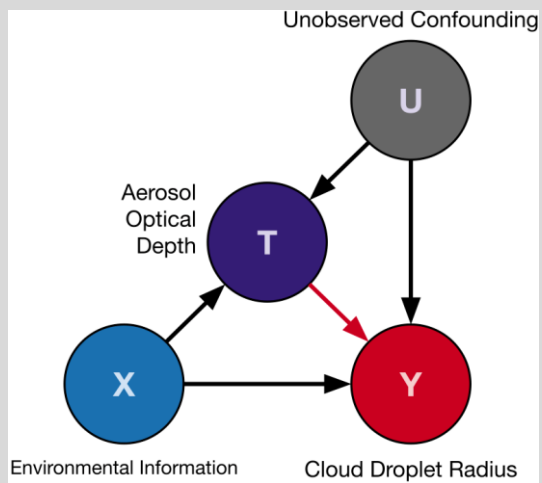 Unobserved Confounding
U
Aerosol
Optical
Depth
T
X
Y
Environmental Information
Cloud Droplet Radius